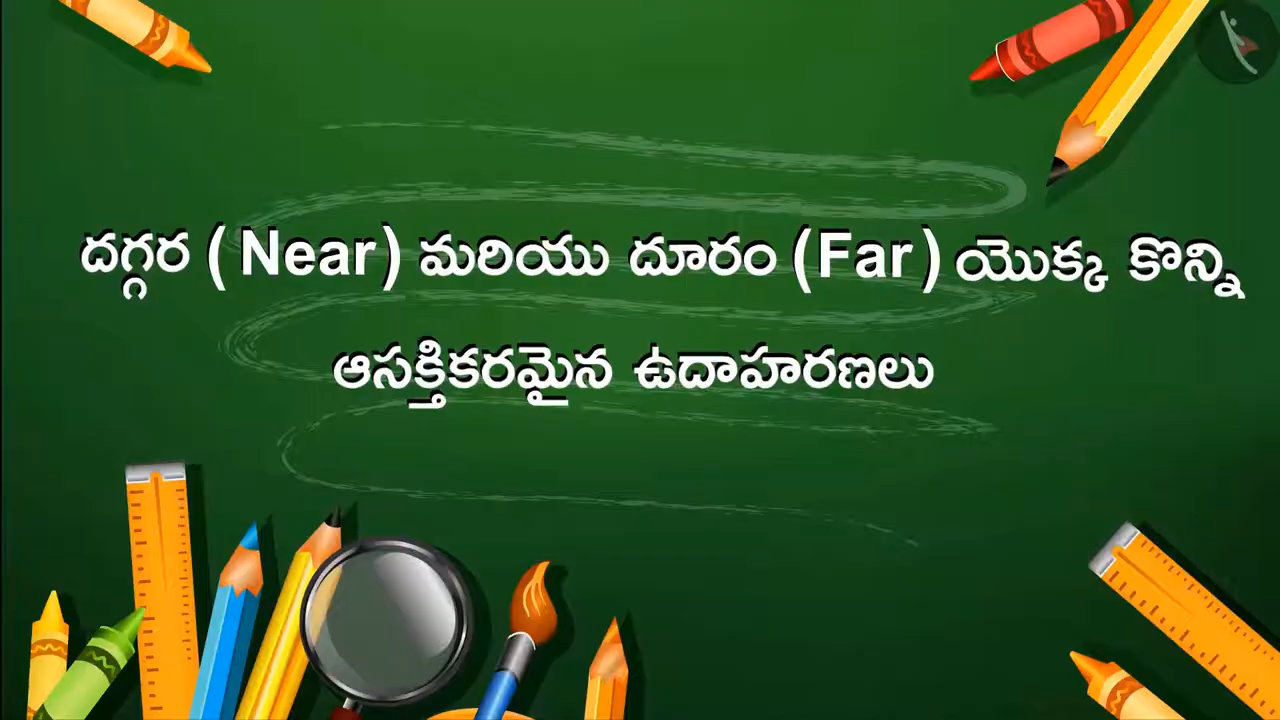 దగ్గర ( Near) మరియు దూరం (Far ) యొక్క కొన్ని
ఆసక్తికరమైన ఉదాహరణలు